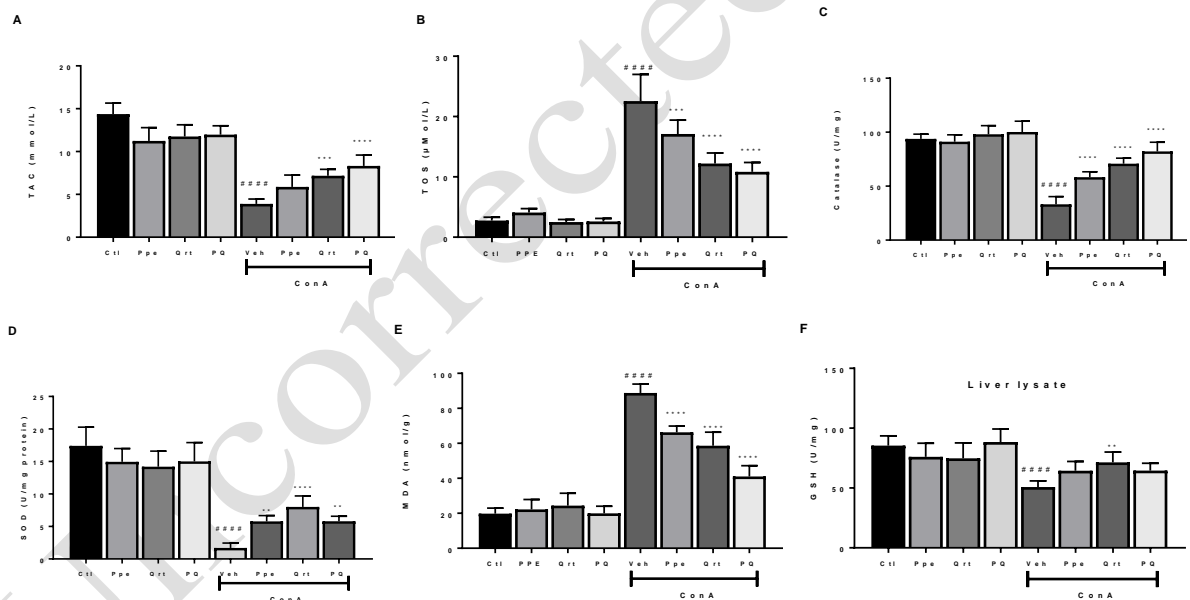 A
TAC (mmol/L)
20
15
10
5
0
####
***
****
Ctl Ppe Qrt PQ Veh Ppe Qrt PQ
ConA
B
TOS (µMol/L)
30
20
10
0
####
***
****
****
Ctl PPE Qrt PQ Veh Ppe Qrt PQ
ConA
C
Catalase (U/mg)
150
100
50
0
####
****
****
****
Ctl Ppe Qrt PQ Veh Ppe Qrt PQ
ConA
D
SOD (U/mg protein)
25
20
15
10
5
0
####
**
****
**
Ctl Ppe Qrt PQ Veh Ppe Qrt PQ
ConA
E
MDA (nmol/g)
100
80
60
40
20
0
####
****
****
****
Ctl PPE Qrt PQ Veh Ppe Qrt PQ
ConA
F
Liver lysate
GSH (U/mg)
150
100
50
0
####
**
Ctl Ppe Qrt PQ Veh Ppe Qrt PQ
ConA
Uncorrected